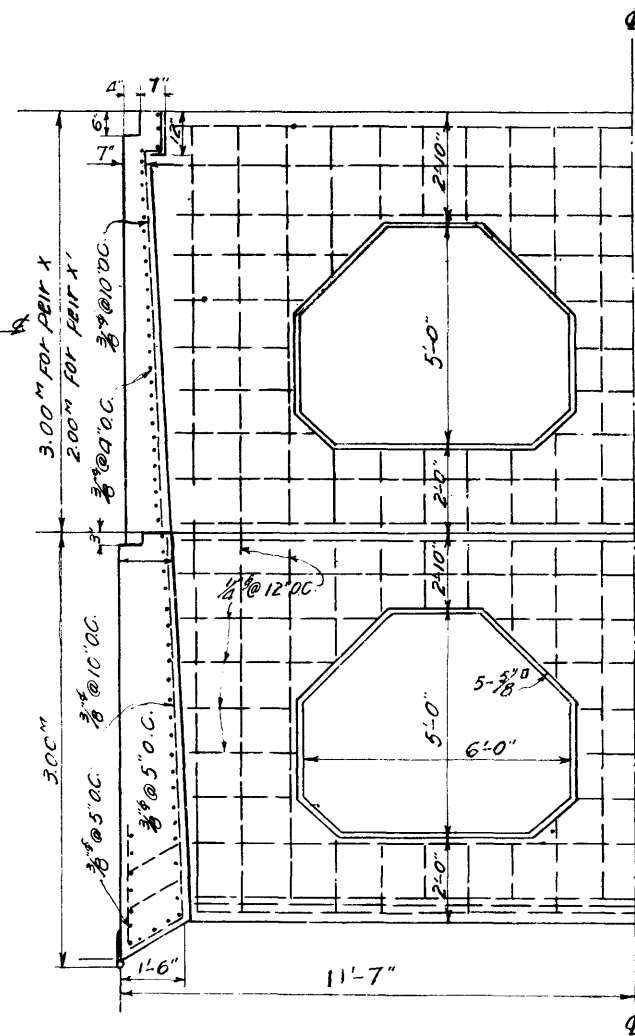 ℄
4"
7"
6"
12"
7"
2'-10"
3.00ᴹ FOR PEIR X
2.00ᴹ FOR PEIR X'
3/8"ᶲ @ 10" O.C.
3/8"ᶲ @ 4" O.C.
5'-0"
2'-0"
3"
2'-10"
1/4"ᶲ @ 12" O.C.
3/8"ᶲ @ 10" O.C.
3/8"ᶲ @ 5" O.C.
3/8"ᶲ @ 5" O.C.
3.00ᴹ
5-5/8"□
5'-0"
6'-0"
2'-0"
1'-6"
11'-7"
℄